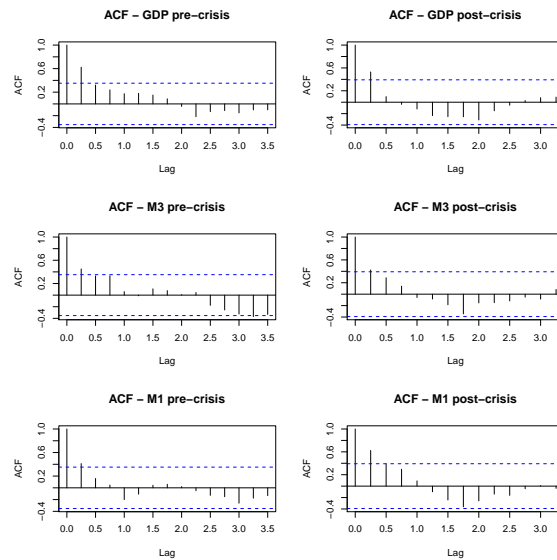 ACF – GDP pre−crisis
ACF
−0.4 0.2 0.6 1.0
0.0 0.5 1.0 1.5 2.0 2.5 3.0 3.5
Lag
ACF – GDP post−crisis
ACF
−0.4 0.2 0.6 1.0
0.0 0.5 1.0 1.5 2.0 2.5 3.0
Lag
ACF – M3 pre−crisis
ACF
−0.4 0.2 0.6 1.0
0.0 0.5 1.0 1.5 2.0 2.5 3.0 3.5
Lag
ACF – M3 post−crisis
ACF
−0.4 0.2 0.6 1.0
0.0 0.5 1.0 1.5 2.0 2.5 3.0
Lag
ACF – M1 pre−crisis
ACF
−0.4 0.2 0.6 1.0
0.0 0.5 1.0 1.5 2.0 2.5 3.0 3.5
Lag
ACF – M1 post−crisis
ACF
−0.4 0.2 0.6 1.0
0.0 0.5 1.0 1.5 2.0 2.5 3.0
Lag